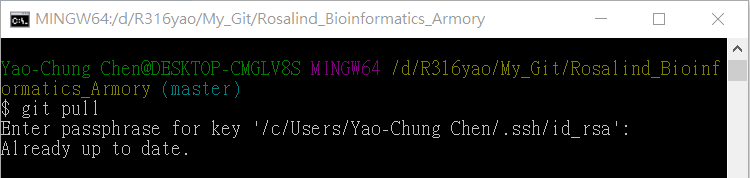 MINGW64:/d/R316yao/My_Git/Rosalind_Bioinformatics_Armory
Yao-Chung Chen@DESKTOP-CMGLV8S MINGW64 /d/R316yao/My_Git/Rosalind_Bioinf
ormatics_Armory (master)
$ git pull
Enter passphrase for key '/c/Users/Yao-Chung Chen/.ssh/id_rsa':
Already up to date.